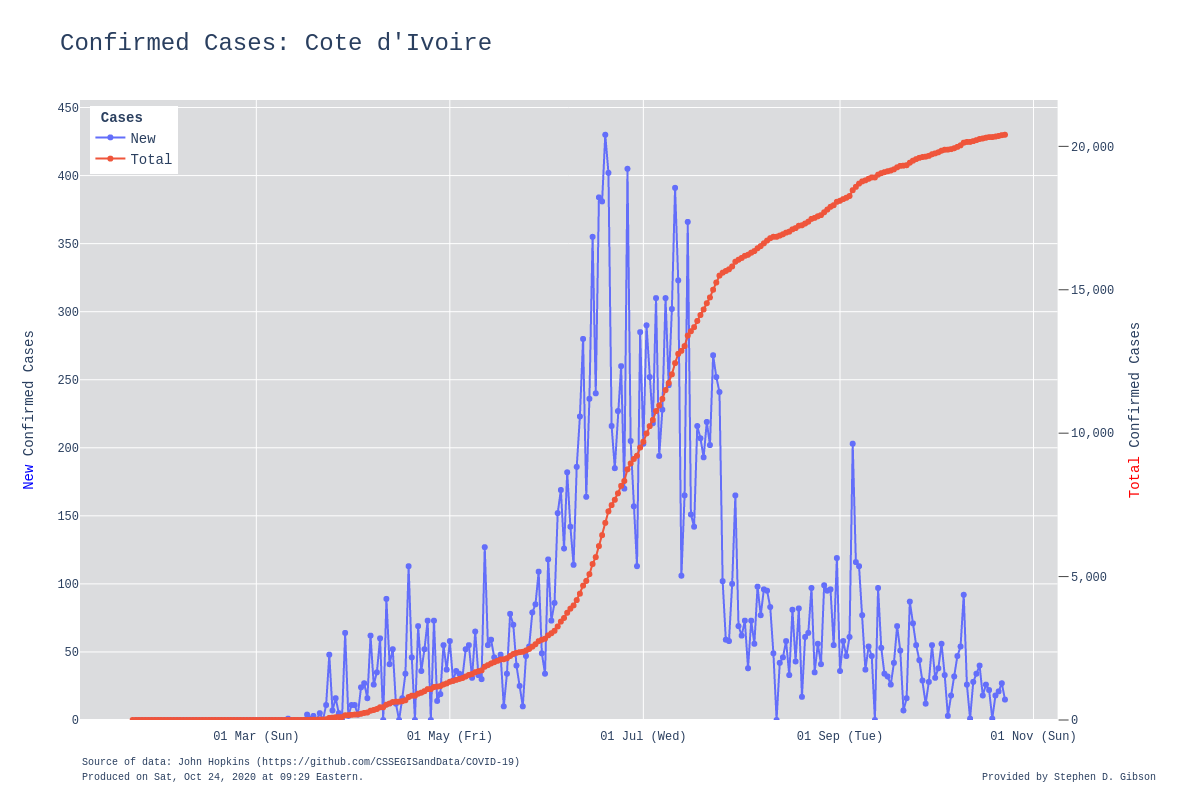 Confirmed Cases: Cote d'Ivoire
Cases
New
Total
450
400
350
300
250
200
150
100
50
0
20,000
15,000
10,000
5,000
0
New Confirmed Cases
Total Confirmed Cases
01 Mar (Sun)
01 May (Fri)
01 Jul (Wed)
01 Sep (Tue)
01 Nov (Sun)
Source of data: John Hopkins (https://github.com/CSSEGISandData/COVID-19)
Produced on Sat, Oct 24, 2020 at 09:29 Eastern.
Provided by Stephen D. Gibson